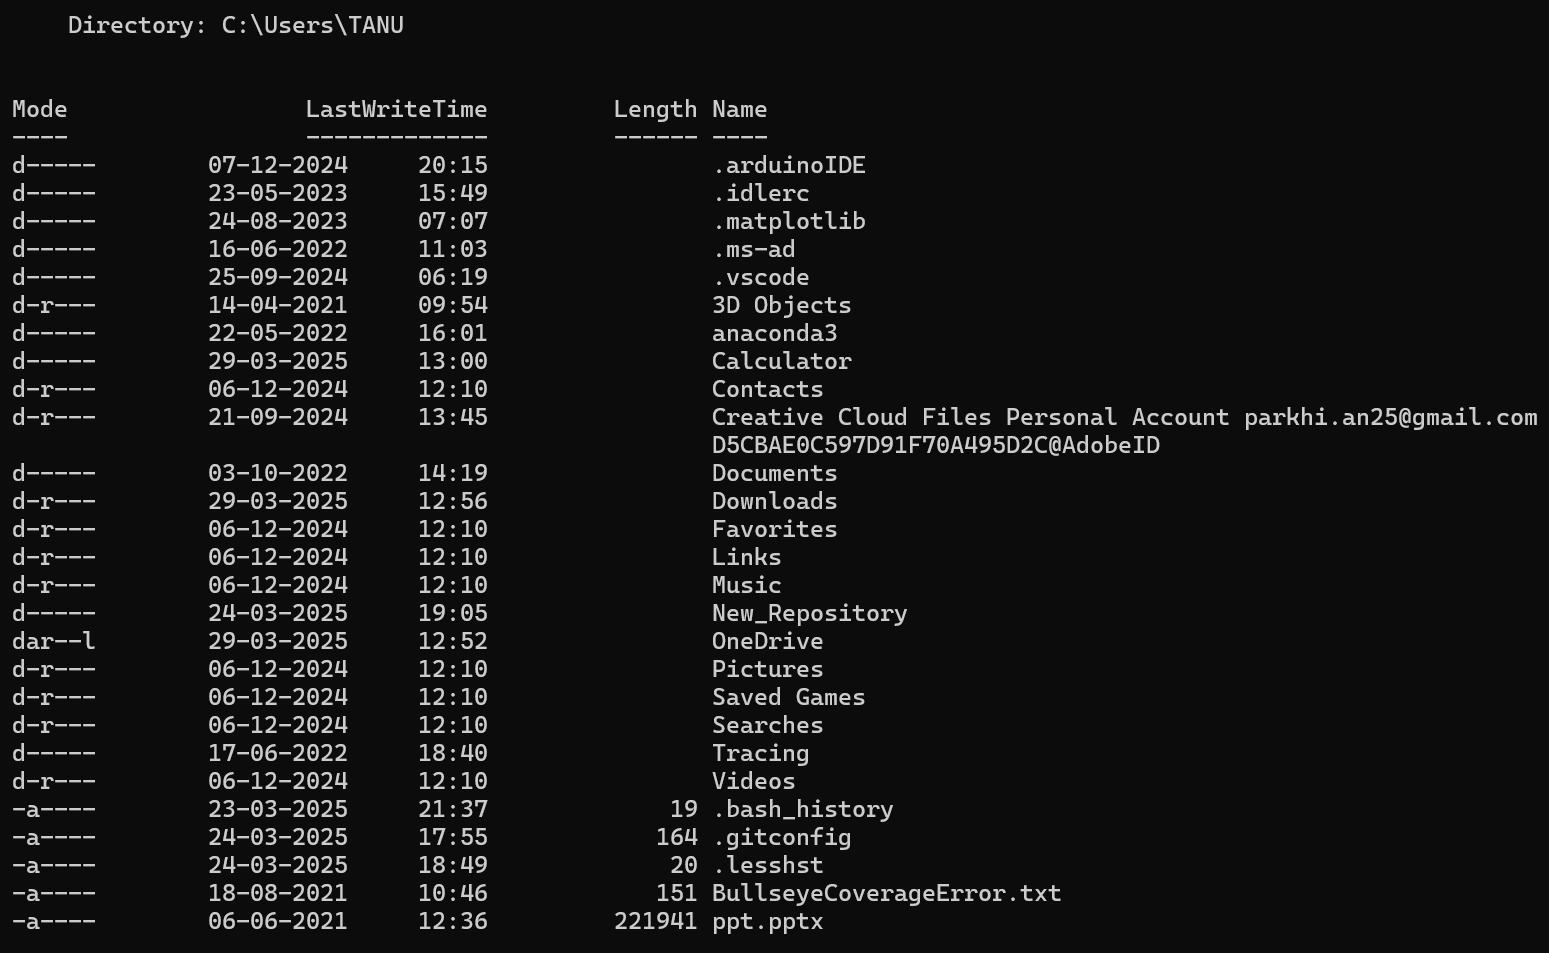 Directory: C:\Users\TANU


Mode                 LastWriteTime         Length Name
----                 -------------         ------ ----
d-----        07-12-2024     20:15                .arduinoIDE
d-----        23-05-2023     15:49                .idlerc
d-----        24-08-2023     07:07                .matplotlib
d-----        16-06-2022     11:03                .ms-ad
d-----        25-09-2024     06:19                .vscode
d-r---        14-04-2021     09:54                3D Objects
d-----        22-05-2022     16:01                anaconda3
d-----        29-03-2025     13:00                Calculator
d-r---        06-12-2024     12:10                Contacts
d-r---        21-09-2024     13:45                Creative Cloud Files Personal Account parkhi.an25@gmail.com
                                                  D5CBAE0C597D91F70A495D2C@AdobeID
d-----        03-10-2022     14:19                Documents
d-r---        29-03-2025     12:56                Downloads
d-r---        06-12-2024     12:10                Favorites
d-r---        06-12-2024     12:10                Links
d-r---        06-12-2024     12:10                Music
d-----        24-03-2025     19:05                New_Repository
dar--l        29-03-2025     12:52                OneDrive
d-r---        06-12-2024     12:10                Pictures
d-r---        06-12-2024     12:10                Saved Games
d-r---        06-12-2024     12:10                Searches
d-----        17-06-2022     18:40                Tracing
d-r---        06-12-2024     12:10                Videos
-a----        23-03-2025     21:37             19 .bash_history
-a----        24-03-2025     17:55            164 .gitconfig
-a----        24-03-2025     18:49             20 .lesshst
-a----        18-08-2021     10:46            151 BullseyeCoverageError.txt
-a----        06-06-2021     12:36         221941 ppt.pptx